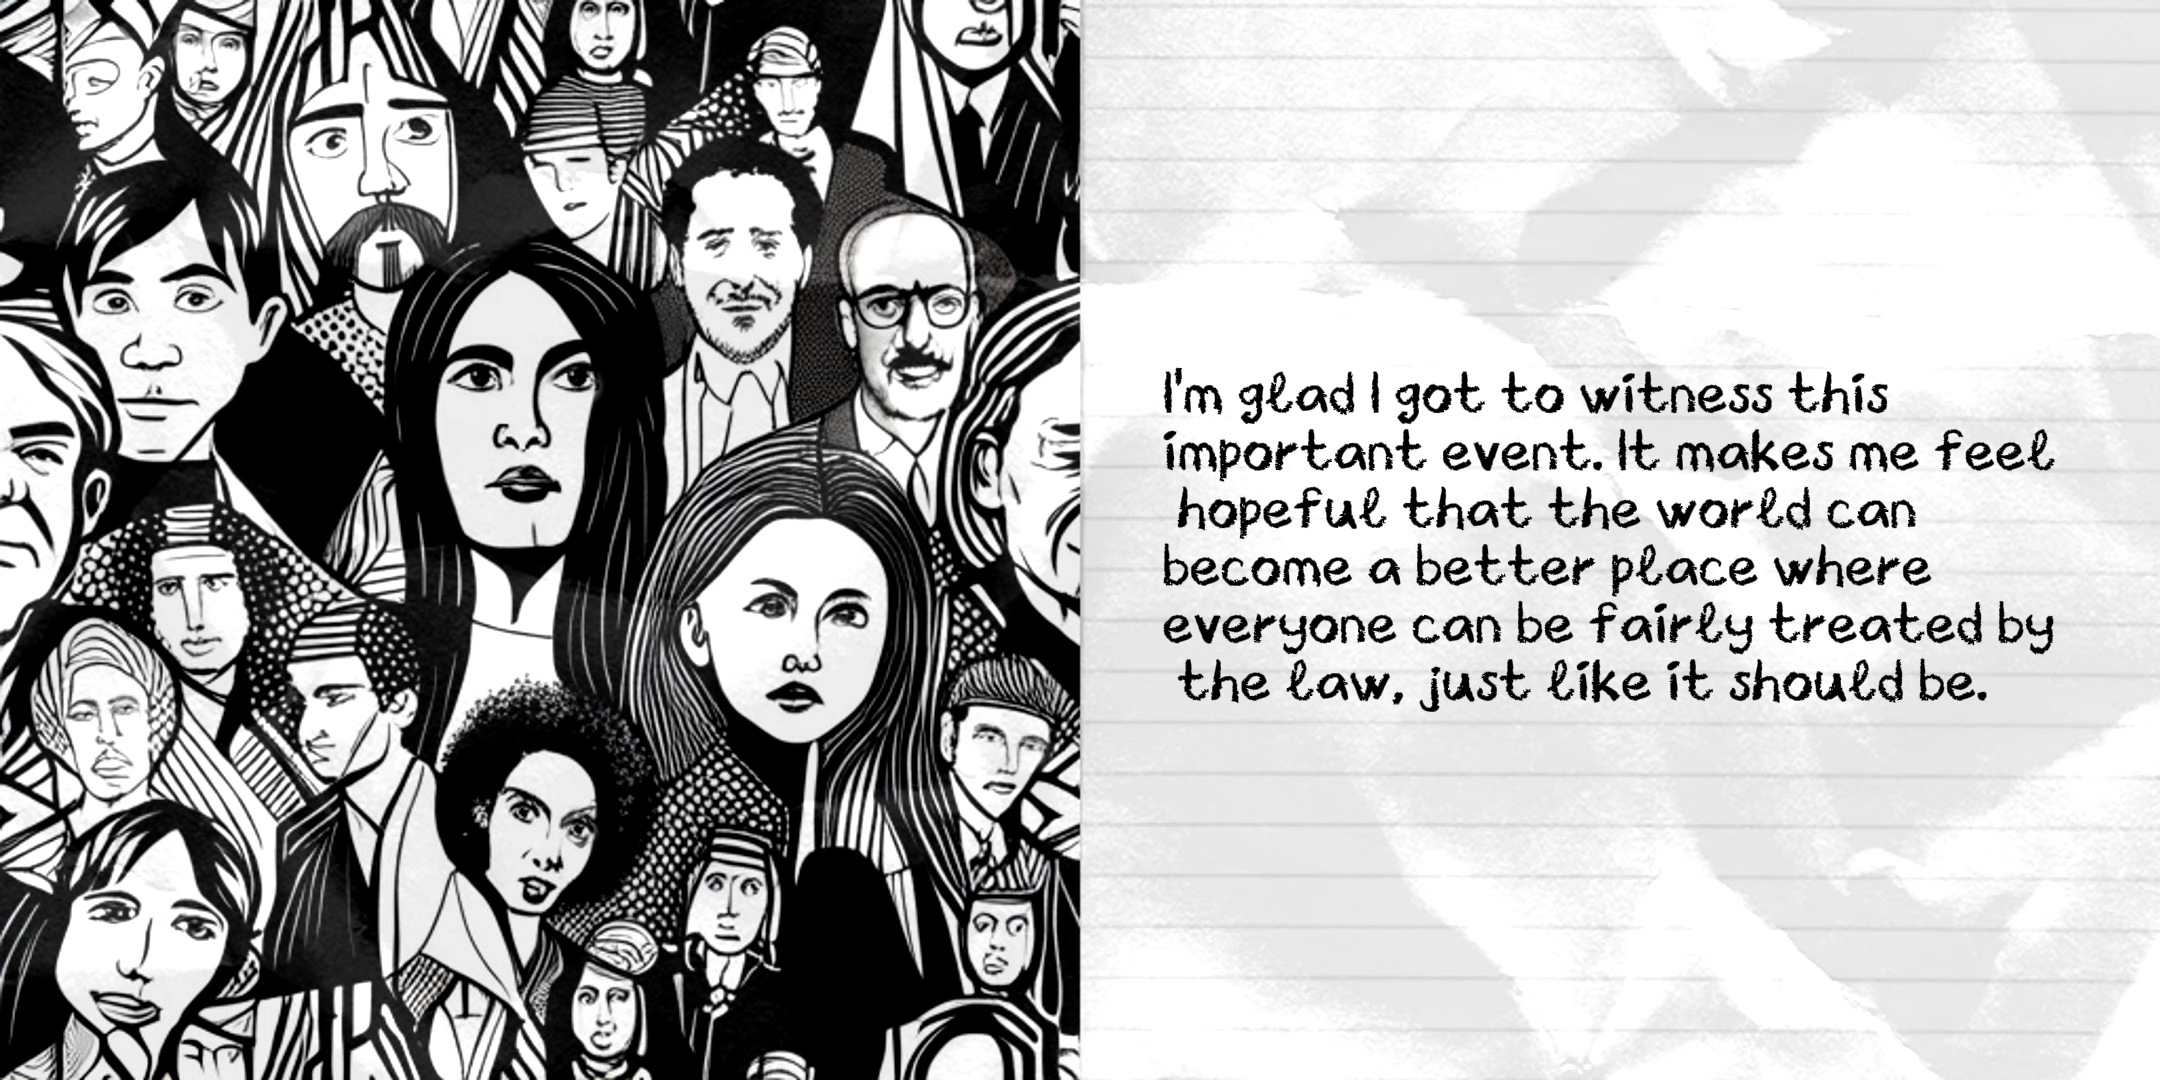 I'm glad I got to witness this
important event. It makes me feel
hopeful that the world can
become a better place where
everyone can be fairly treated by
the law, just like it should be.